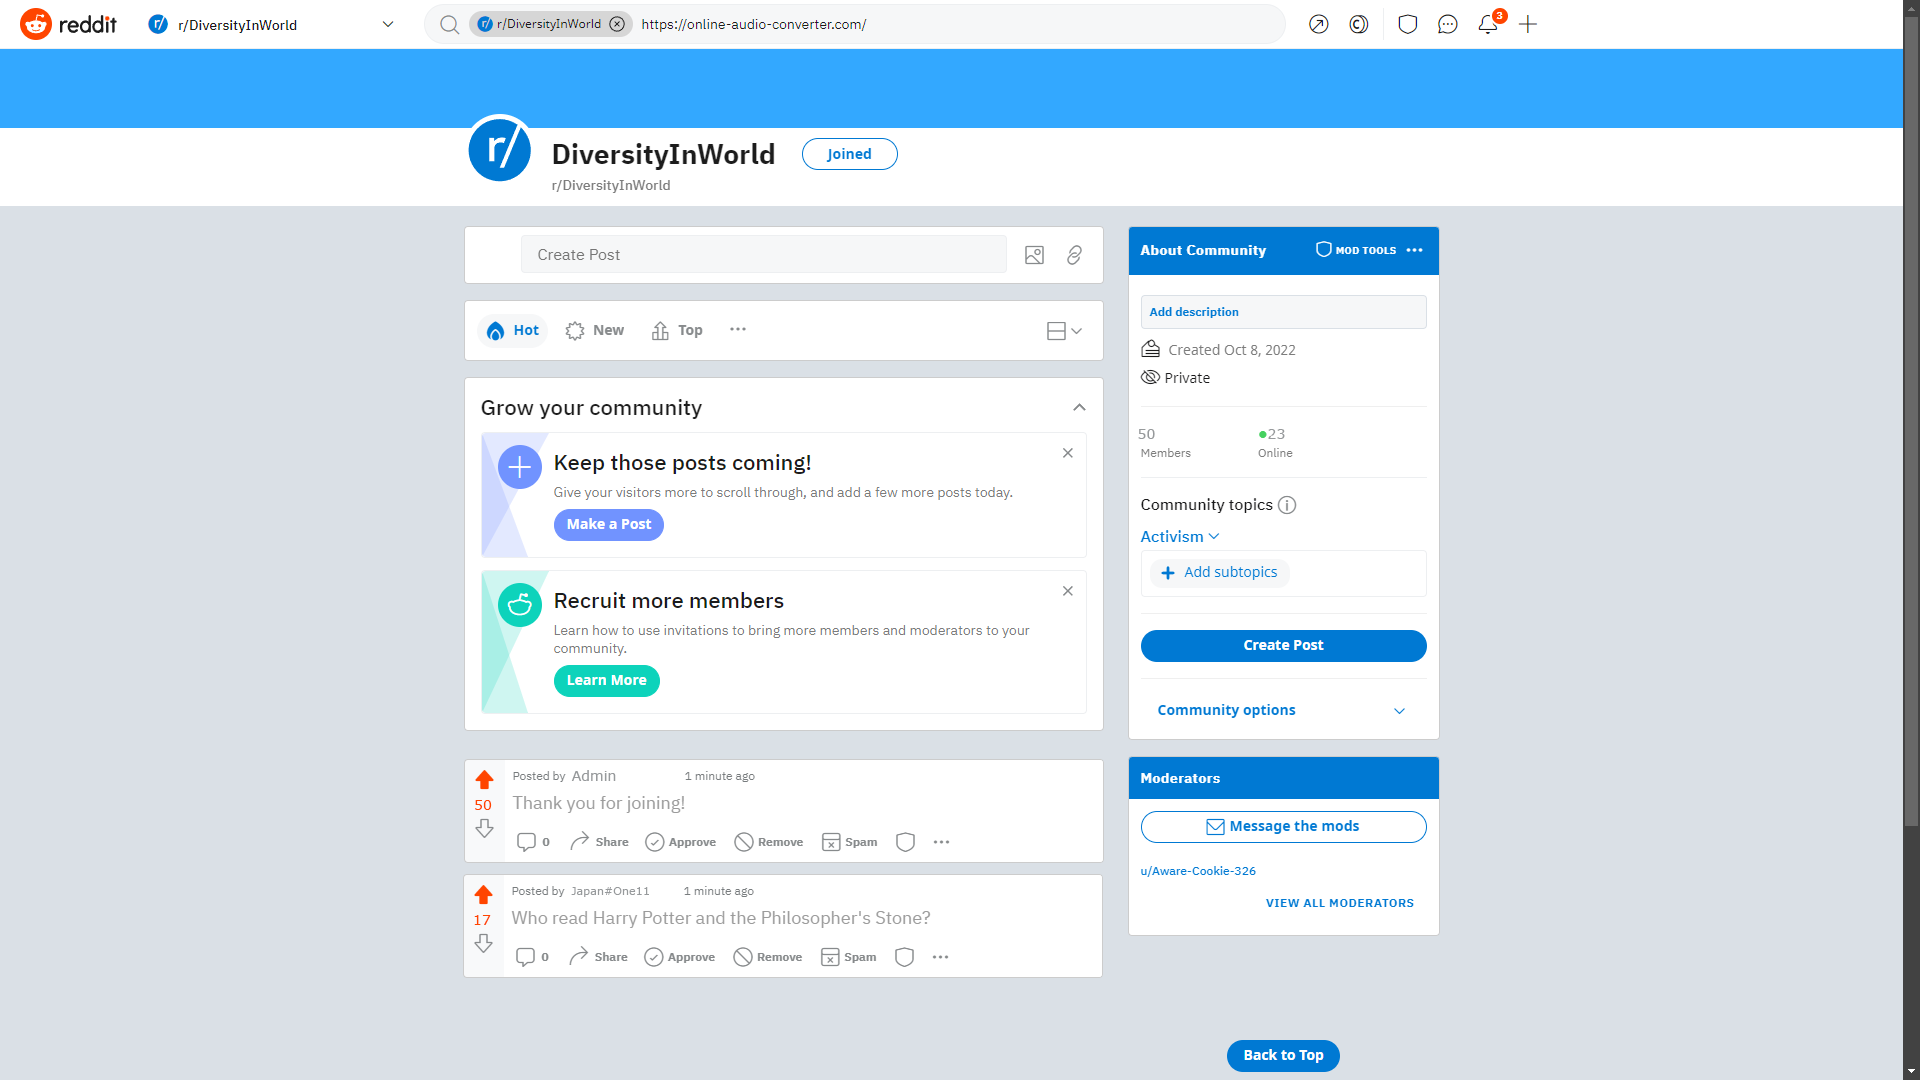 reddit
r/DiversityInWorld
r/DiversityInWorld
https://online-audio-converter.com/
3
r/
DiversityInWorld
Joined
r/DiversityInWorld
Create Post
Hot
New
Top
Grow your community
Keep those posts coming!
Give your visitors more to scroll through, and add a few more posts today.
Make a Post
Recruit more members
Learn how to use invitations to bring more members and moderators to your
community.
Learn More
Posted by Admin 1 minute ago
50
Thank you for joining!
0 Share Approve Remove Spam
Posted by Japan#One11 1 minute ago
17
Who read Harry Potter and the Philosopher's Stone?
0 Share Approve Remove Spam
About Community
MOD TOOLS
Add description
Created Oct 8, 2022
Private
50 23
Members Online
Community topics
Activism
Add subtopics
Create Post
Community options
Moderators
Message the mods
u/Aware-Cookie-326
VIEW ALL MODERATORS
Back to Top